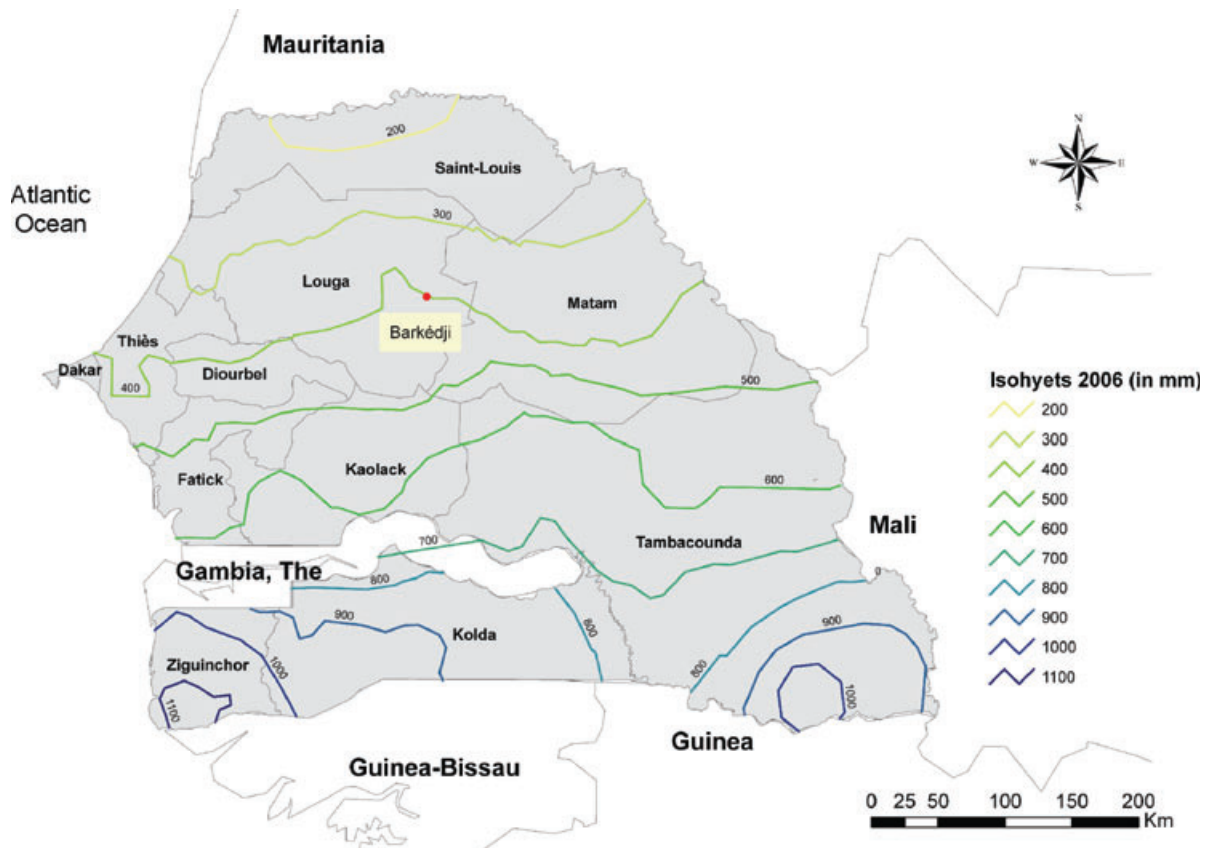 Mauritania
N
W
E
S
200
Saint-Louis
Atlantic
Ocean
300
Louga
Matam
Barkédji
Thiès
Dakar
400
Diourbel
500
Isohyets 2006 (in mm)
200
300
400
500
600
700
800
900
1000
1100
Fatick
Kaolack
600
Mali
Tambacounda
700
Gambia, The
0
800
900
Kolda
800
900
1000
Ziguinchor
800
1100
1000
Guinea
Guinea-Bissau
0 25 50 100 150 200
Km